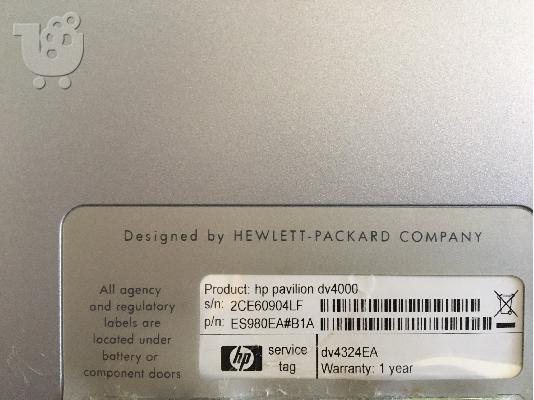 Designed by HEWLETT-PACKARD COMPANY
All agency
and regulatory
labels are
located under
battery or
component doors
Product: hp pavilion dv4000
s/n: 2CE60904LF
p/n: ES980EA#B1A
hp service tag
dv4324EA
Warranty: 1 year